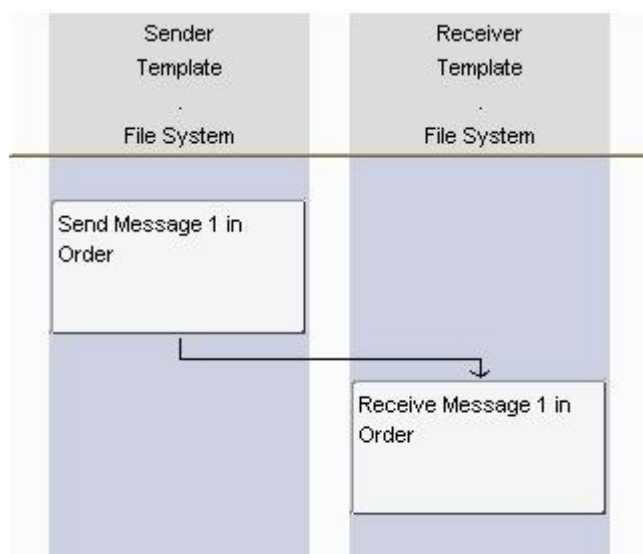 Sender
Template
.
File System
Receiver
Template
.
File System
Send Message 1 in
Order
Receive Message 1 in
Order